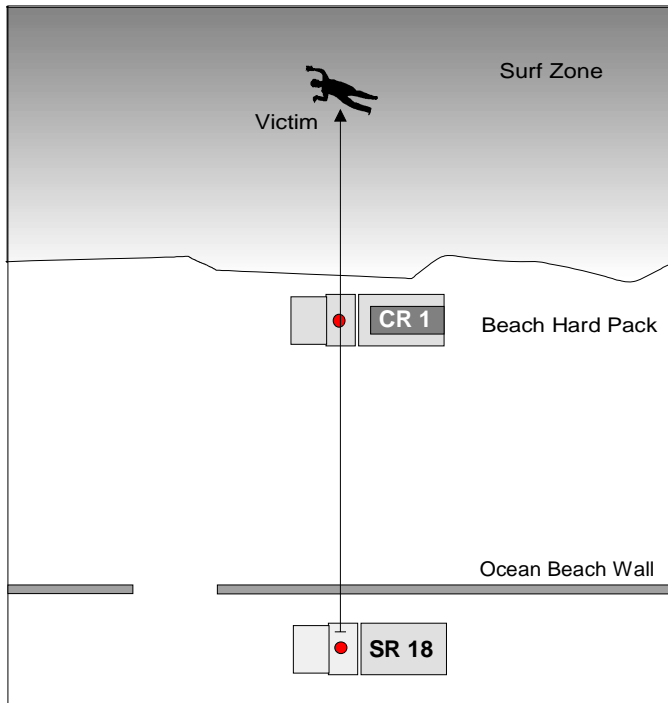 Surf Zone
Victim
CR 1
Beach Hard Pack
Ocean Beach Wall
SR 18